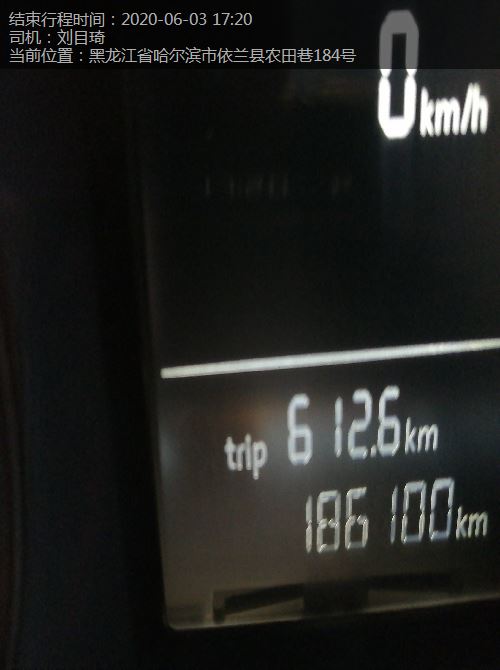 结束行程时间：2020-06-03 17:20
司机：刘目琦
当前位置：黑龙江省哈尔滨市依兰县农田巷184号
0 km/h
trip 612.6 km
186100 km